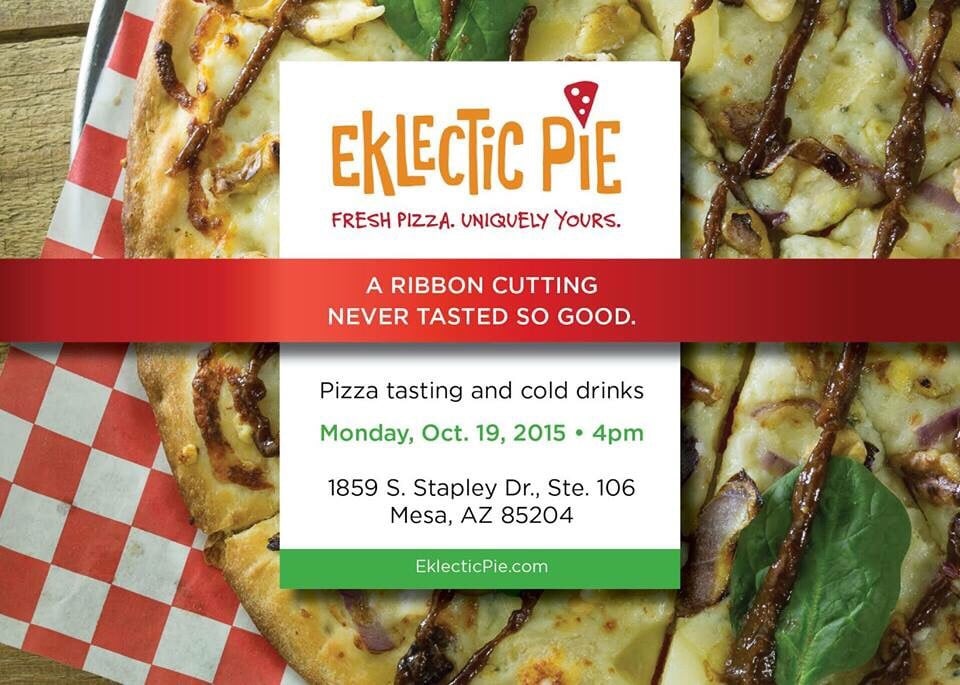 EKLECTIC PIE
FRESH PIZZA. UNIQUELY YOURS.
A RIBBON CUTTING
NEVER TASTED SO GOOD.
Pizza tasting and cold drinks
Monday, Oct. 19, 2015 • 4pm
1859 S. Stapley Dr., Ste. 106
Mesa, AZ 85204
EklecticPie.com